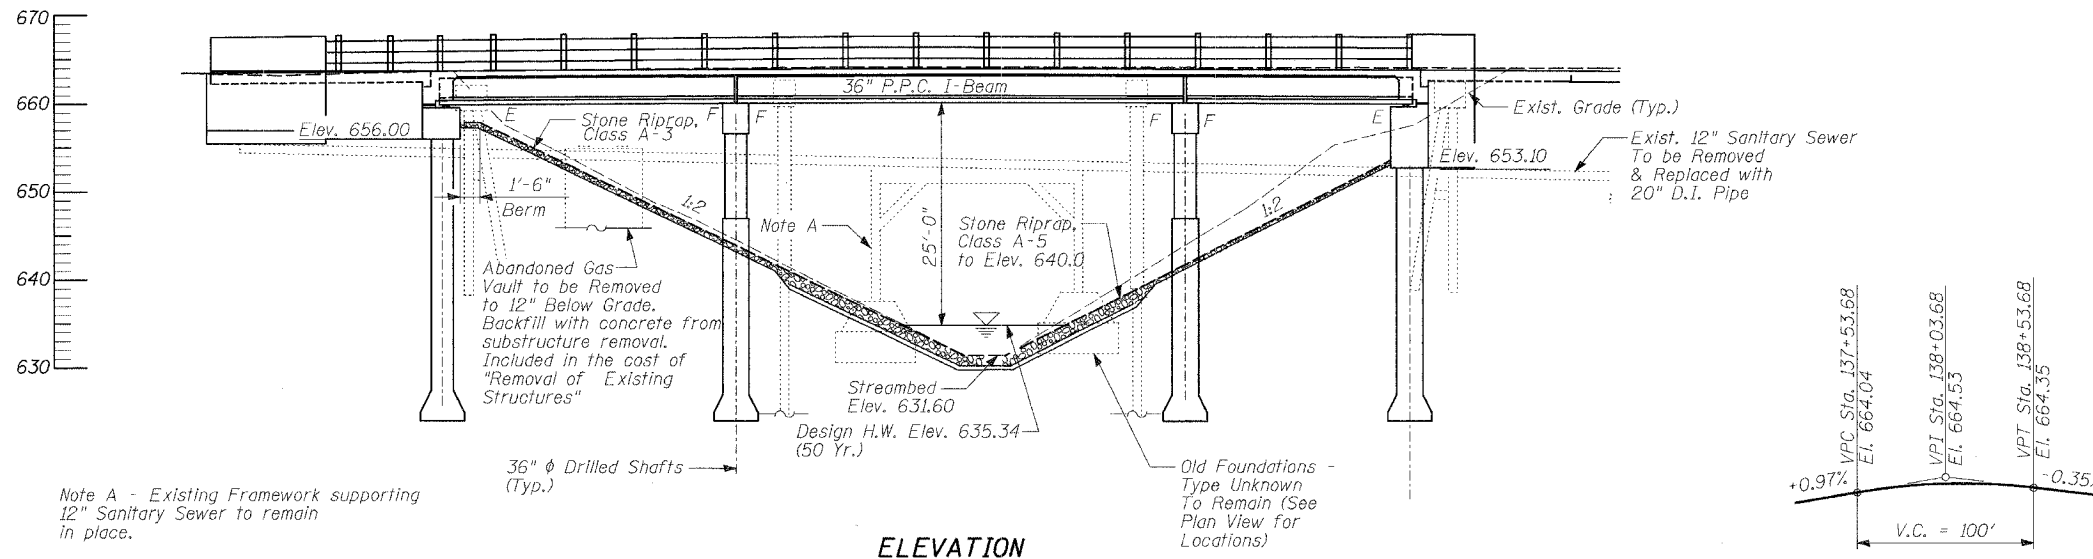 670
660
650
640
630
36" P.P.C. I-Beam
Elev. 656.00
E
Stone Riprap,
Class A-3
F
F
F
F
E
Exist. Grade (Typ.)
Elev. 653.10
Exist. 12" Sanitary Sewer
To be Removed
& Replaced with
20" D.I. Pipe
1'-6"
Berm
1:2
Note A
25'-0"
Stone Riprap,
Class A-5
to Elev. 640.0
1:2
Abandoned Gas
Vault to be Removed
to 12" Below Grade.
Backfill with concrete from
substructure removal.
Included in the cost of
"Removal of Existing
Structures"
Streambed
Elev. 631.60
Design H.W. Elev. 635.34
(50 Yr.)
36" ϕ Drilled Shafts
(Typ.)
Old Foundations -
Type Unknown
To Remain (See
Plan View for
Locations)
Note A - Existing Framework supporting
12" Sanitary Sewer to remain
in place.
ELEVATION
+0.97%
VPC Sta. 137+53.68
El. 664.04
VPI Sta. 138+03.68
El. 664.53
VPT Sta. 138+53.68
El. 664.35
-0.35%
V.C. = 100'